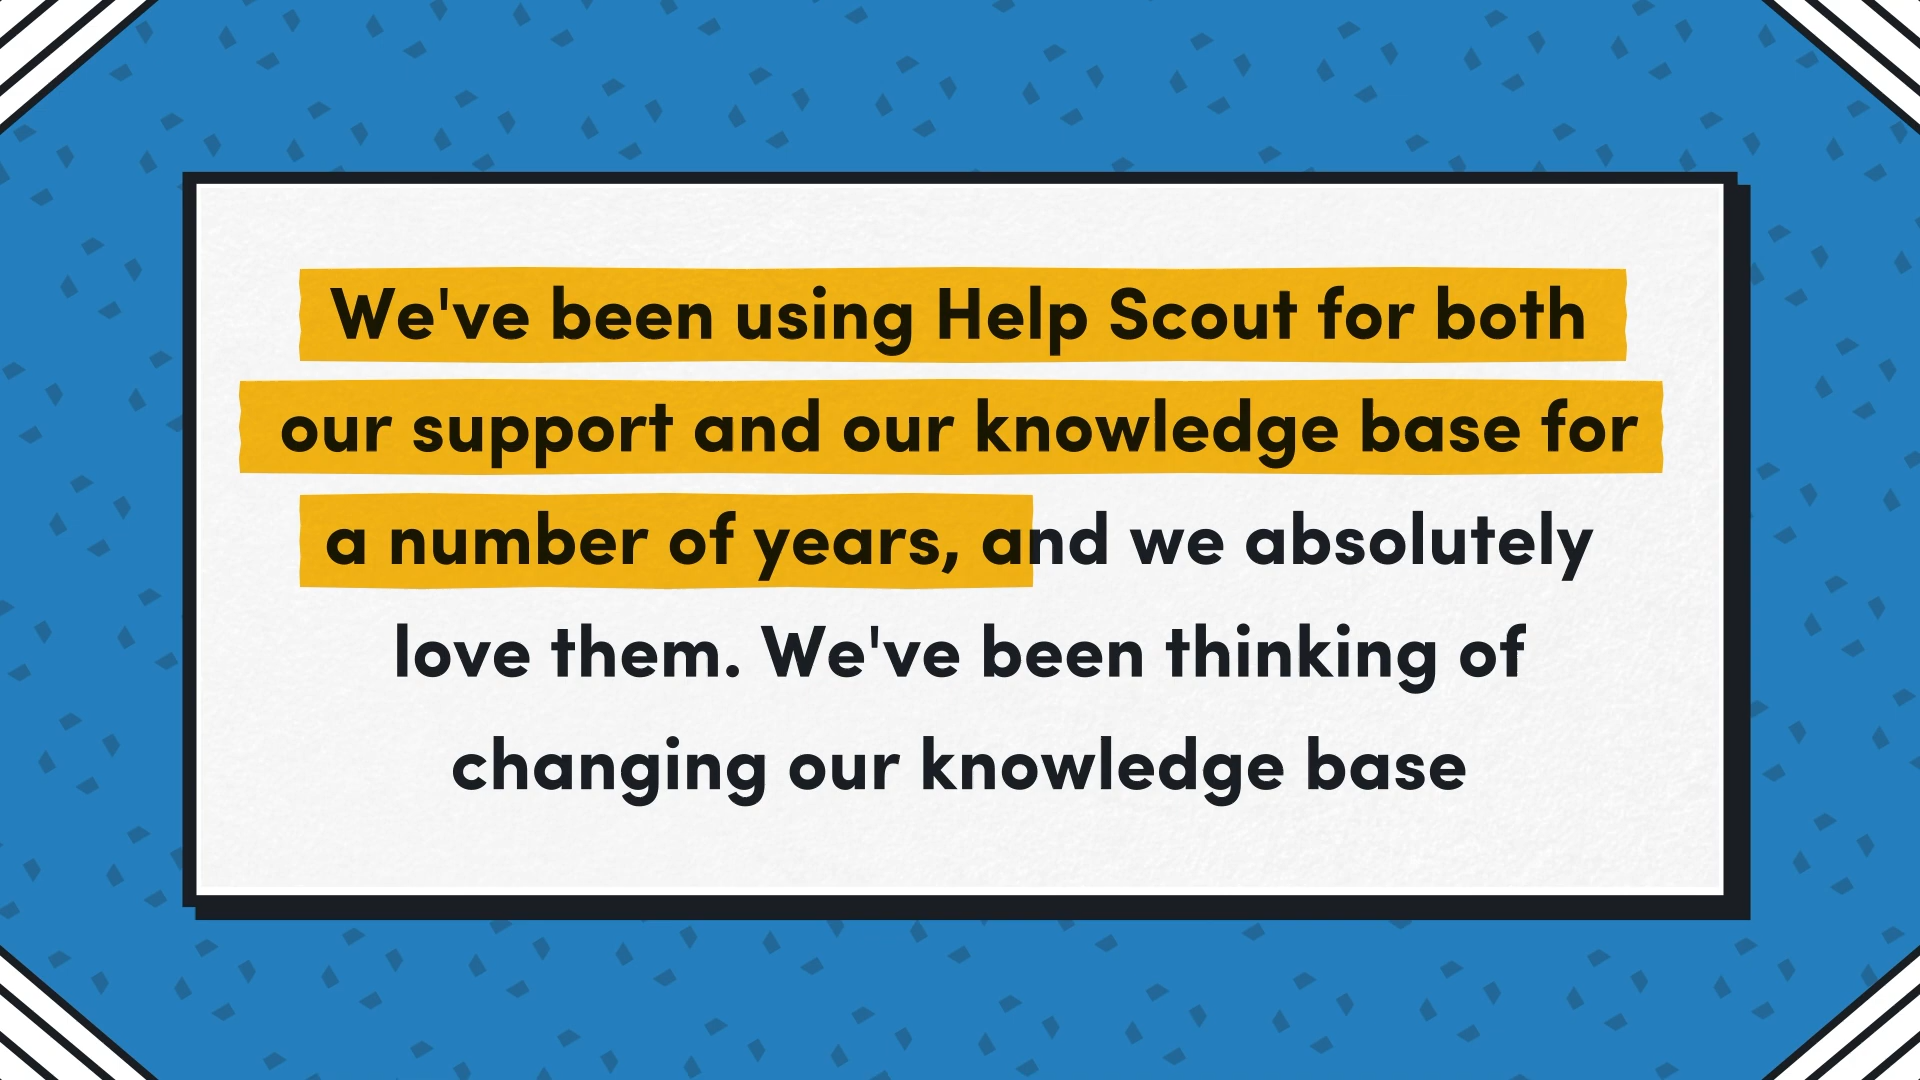 We've been using Help Scout for both
our support and our knowledge base for
a number of years, and we absolutely
love them. We've been thinking of
changing our knowledge base